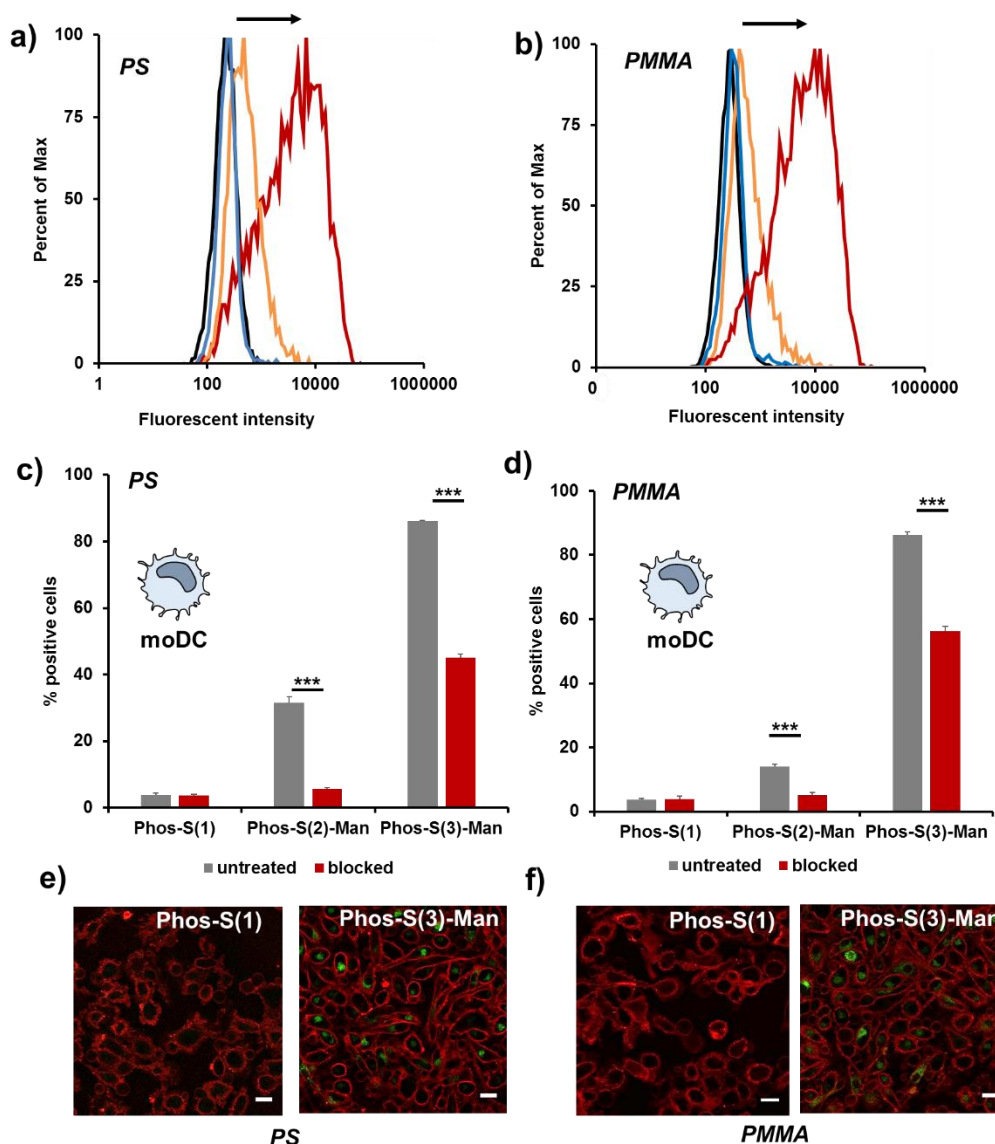 a)
PS
100
75
50
25
0
Percent of Max
1
100
10000
1000000
Fluorescent intensity
b)
PMMA
100
75
50
25
0
Percent of Max
0
100
10000
1000000
Fluorescent intensity
c)
PS
100
80
60
40
20
0
% positive cells
moDC
***
***
Phos-S(1)
Phos-S(2)-Man
Phos-S(3)-Man
untreated
blocked
d)
PMMA
100
80
60
40
20
0
% positive cells
moDC
***
***
Phos-S(1)
Phos-S(2)-Man
Phos-S(3)-Man
untreated
blocked
e)
Phos-S(1)
Phos-S(3)-Man
PS
f)
Phos-S(1)
Phos-S(3)-Man
PMMA